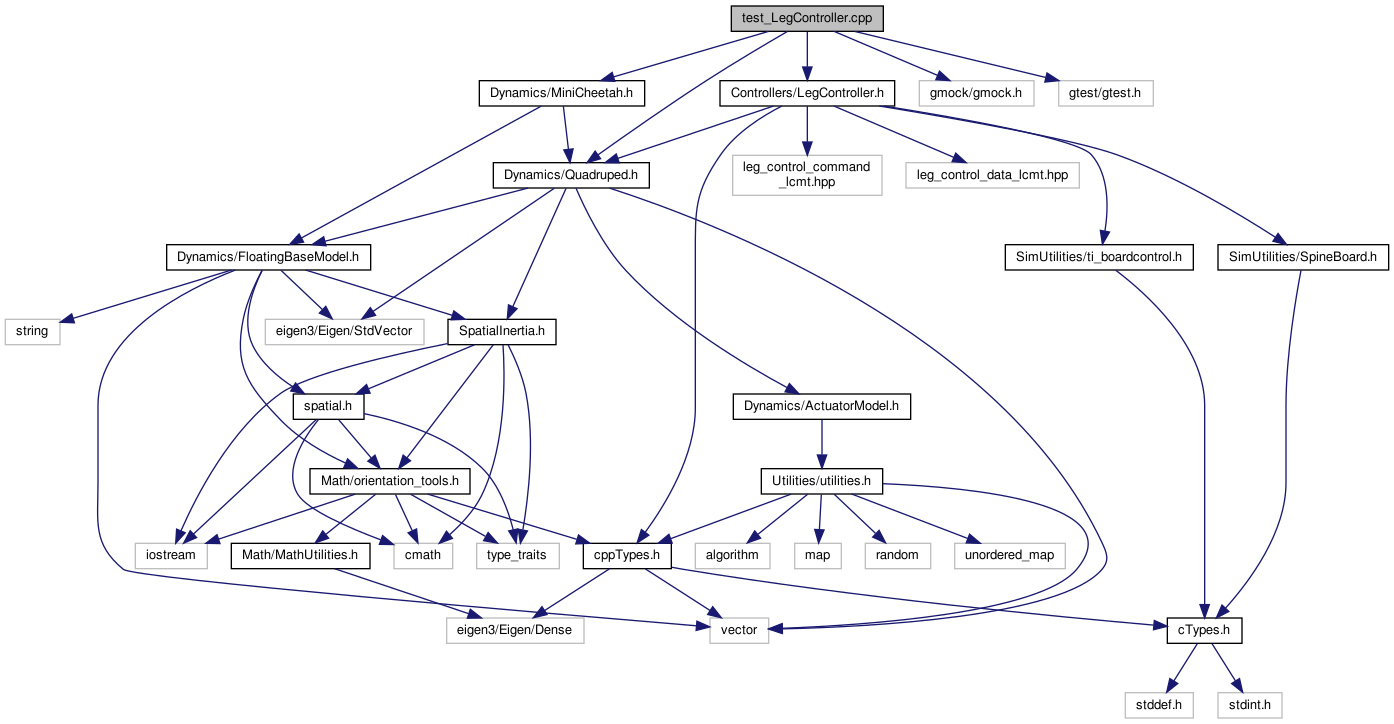 test_LegController.cpp
Dynamics/MiniCheetah.h
Controllers/LegController.h
gmock/gmock.h
gtest/gtest.h
Dynamics/Quadruped.h
leg_control_command
_lcmt.hpp
leg_control_data_lcmt.hpp
Dynamics/FloatingBaseModel.h
SimUtilities/ti_boardcontrol.h
SimUtilities/SpineBoard.h
string
eigen3/Eigen/StdVector
SpatialInertia.h
spatial.h
Dynamics/ActuatorModel.h
Math/orientation_tools.h
Utilities/utilities.h
iostream
Math/MathUtilities.h
cmath
type_traits
cppTypes.h
algorithm
map
random
unordered_map
eigen3/Eigen/Dense
vector
cTypes.h
stddef.h
stdint.h